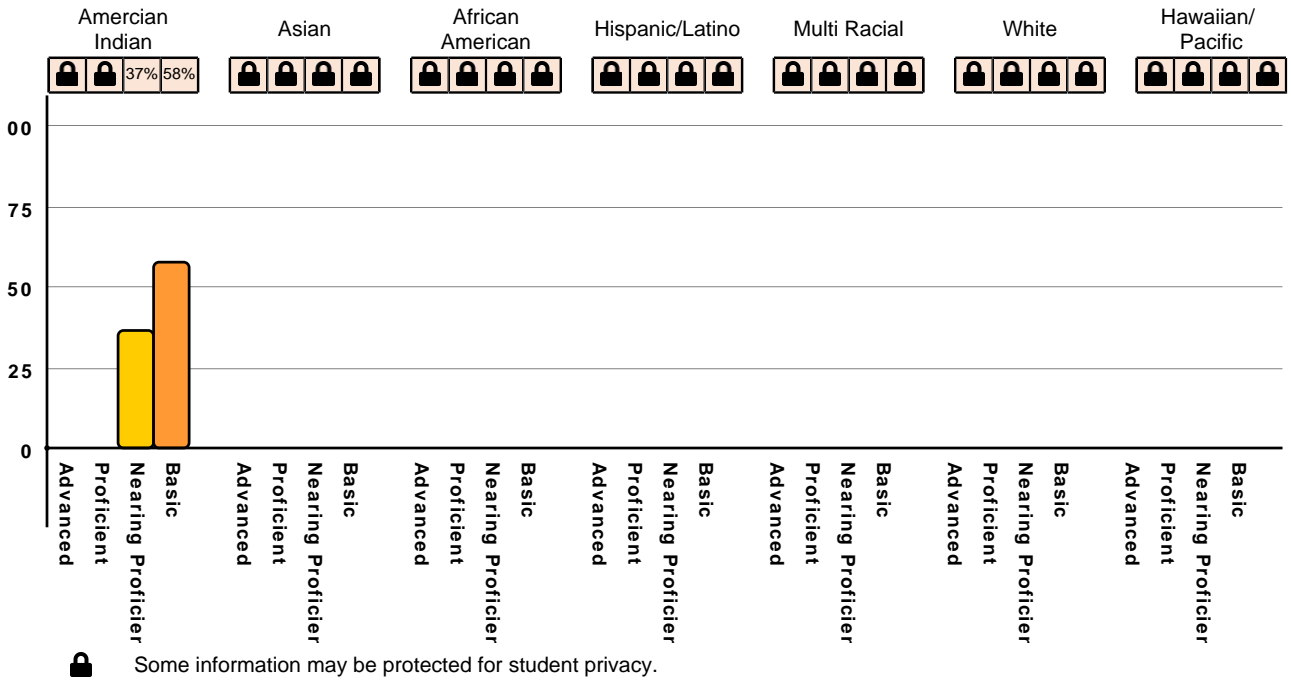 Amercian
Indian
Asian
African
American
Hispanic/Latino
Multi Racial
White
Hawaiian/
Pacific
37% 58%
00
75
50
25
0
Advanced
Proficient
Nearing Proficier
Basic
Advanced
Proficient
Nearing Proficier
Basic
Advanced
Proficient
Nearing Proficier
Basic
Advanced
Proficient
Nearing Proficier
Basic
Advanced
Proficient
Nearing Proficier
Basic
Advanced
Proficient
Nearing Proficier
Basic
Advanced
Proficient
Nearing Proficier
Basic
Some information may be protected for student privacy.